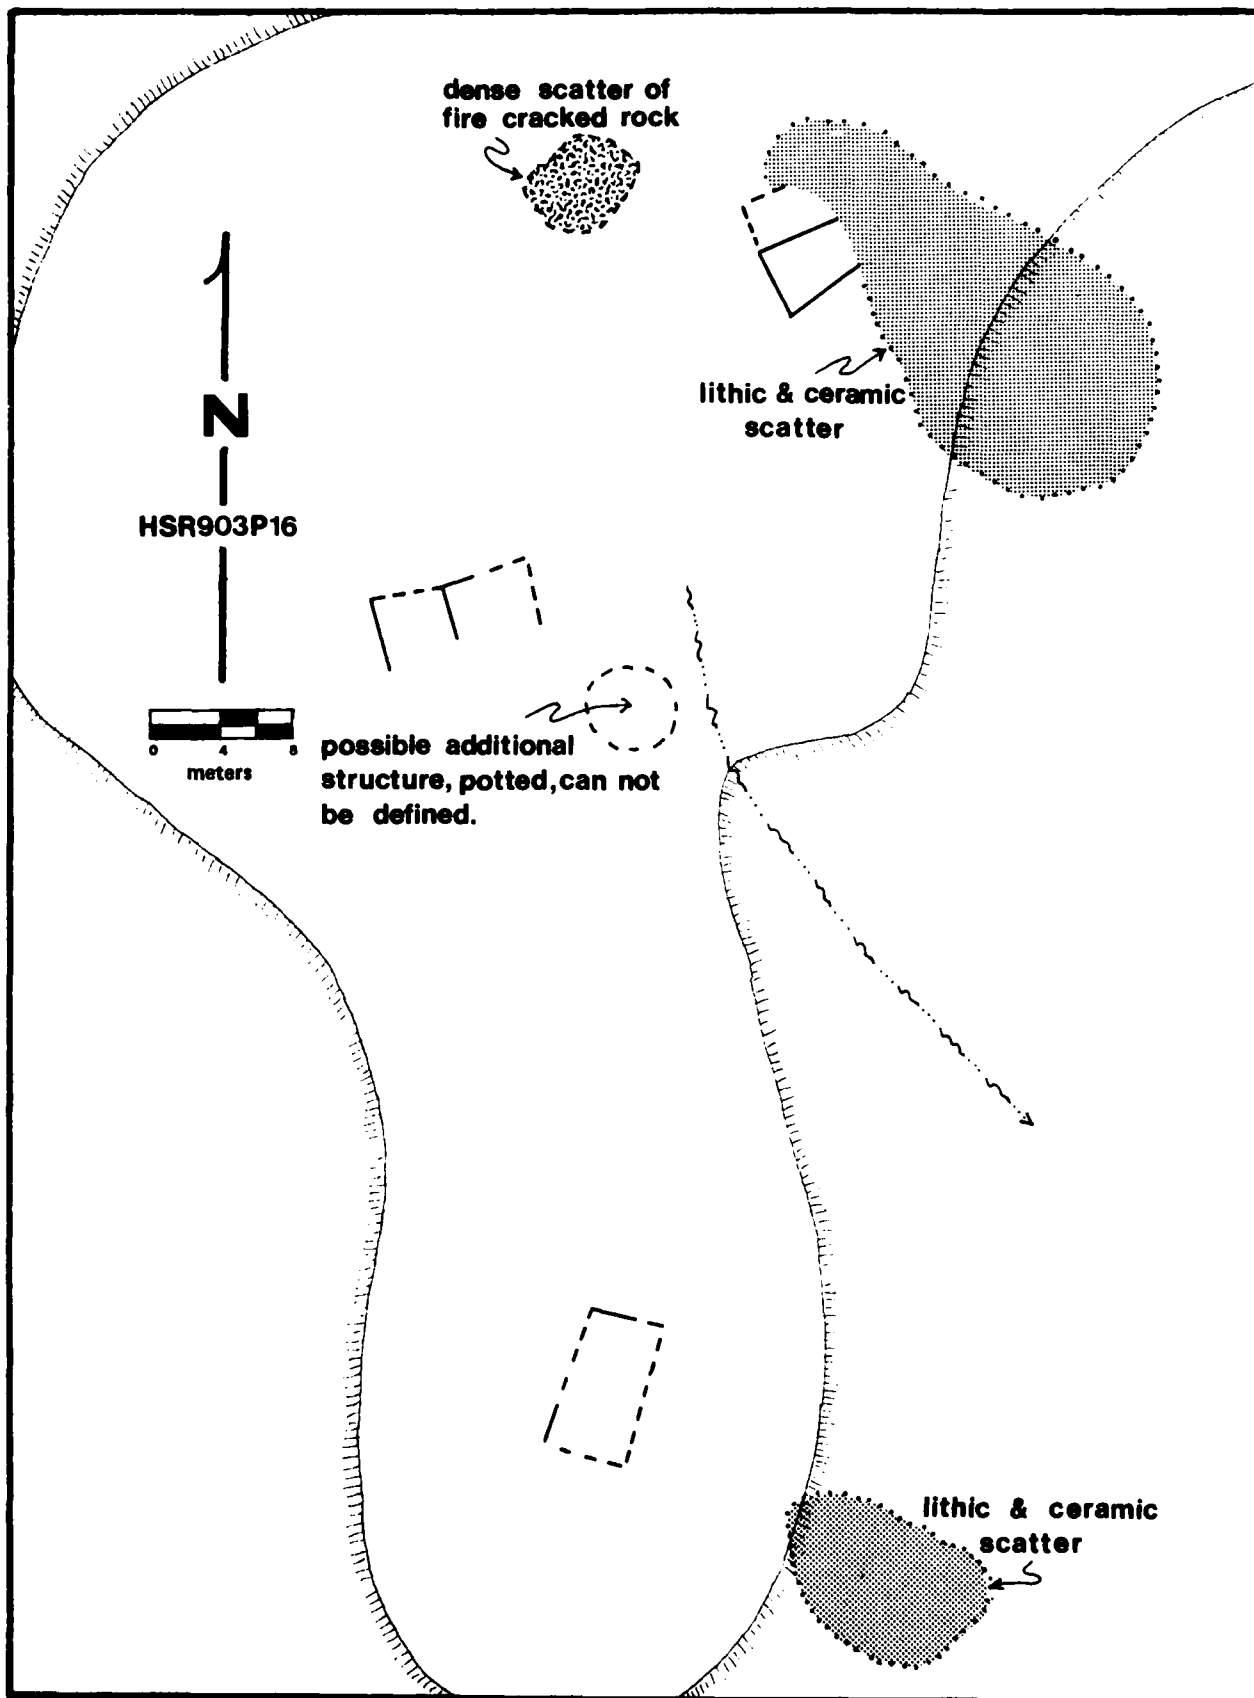 dense scatter of
fire cracked rock
lithic & ceramic
scatter
N
HSR903P16
0 4 8
meters
possible additional
structure, potted, can not
be defined.
lithic & ceramic
scatter